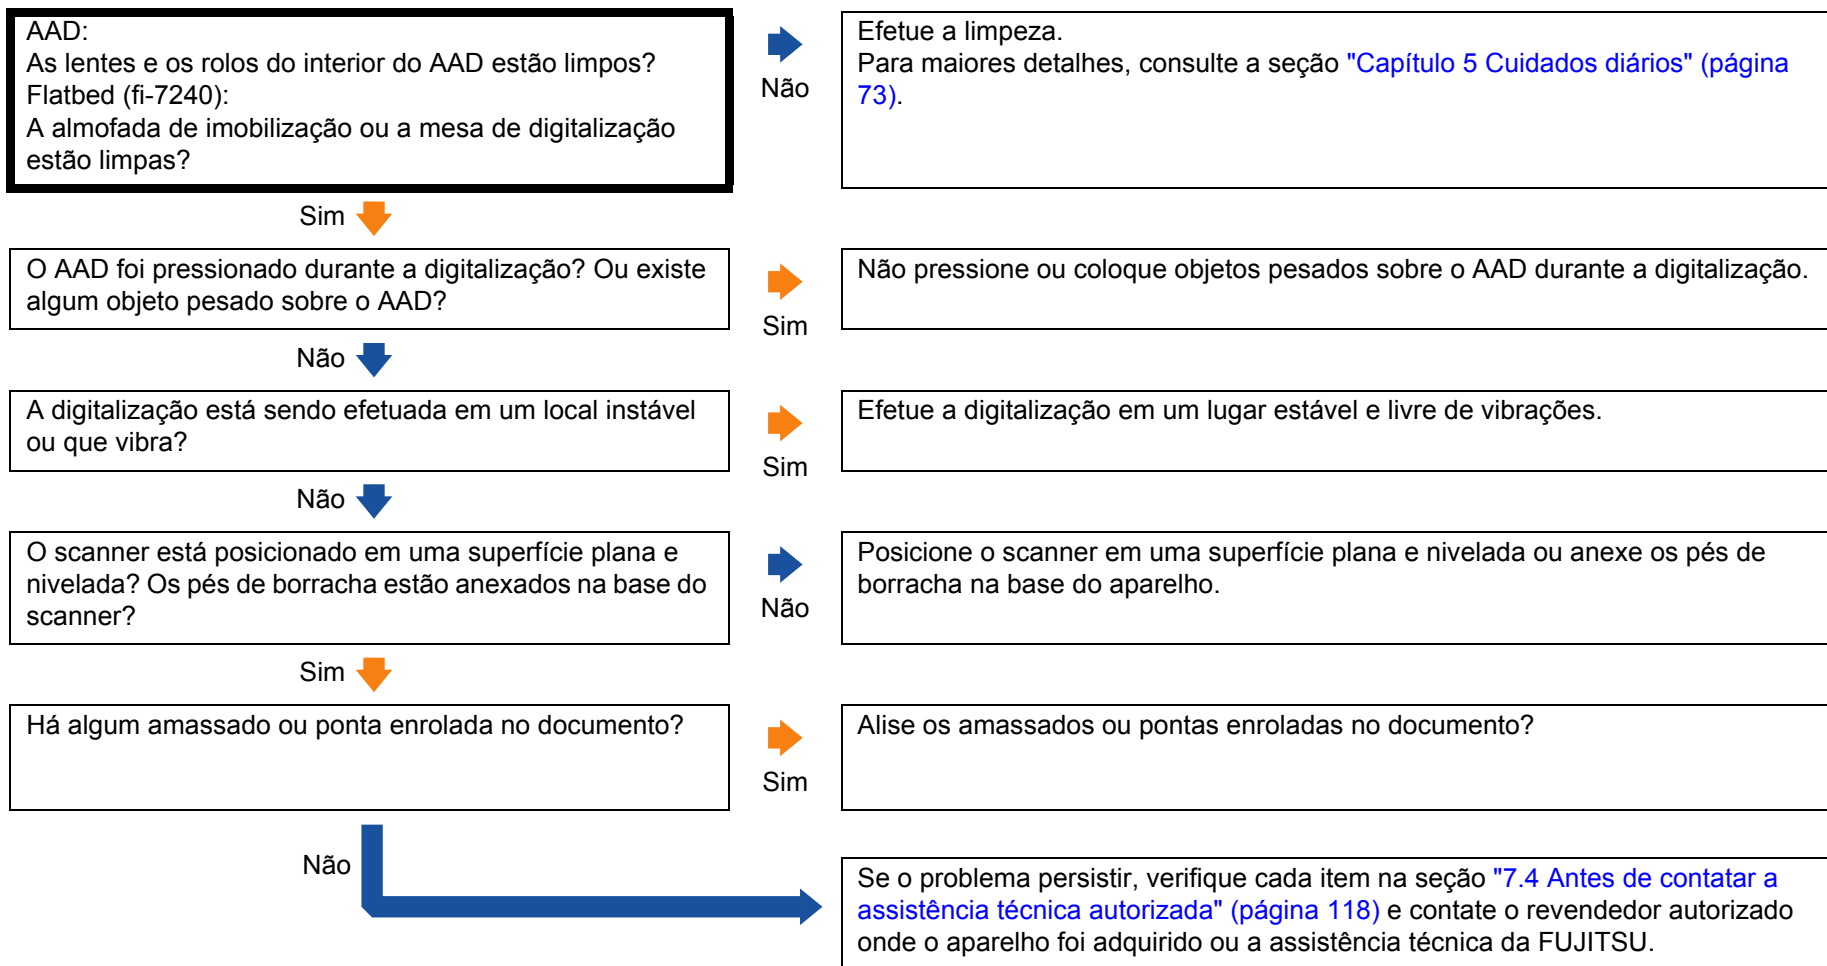 AAD:
As lentes e os rolos do interior do AAD estão limpos?
Flatbed (fi-7240):
A almofada de imobilização ou a mesa de digitalização
estão limpas?
Não
Efetue a limpeza.
Para maiores detalhes, consulte a seção "Capítulo 5 Cuidados diários" (página
73).
Sim
O AAD foi pressionado durante a digitalização? Ou existe
algum objeto pesado sobre o AAD?
Sim
Não pressione ou coloque objetos pesados sobre o AAD durante a digitalização.
Não
A digitalização está sendo efetuada em um local instável
ou que vibra?
Sim
Efetue a digitalização em um lugar estável e livre de vibrações.
Não
O scanner está posicionado em uma superfície plana e
nivelada? Os pés de borracha estão anexados na base do
scanner?
Não
Posicione o scanner em uma superfície plana e nivelada ou anexe os pés de
borracha na base do aparelho.
Sim
Há algum amassado ou ponta enrolada no documento?
Sim
Alise os amassados ou pontas enroladas no documento?
Não
Se o problema persistir, verifique cada item na seção "7.4 Antes de contatar a
assistência técnica autorizada" (página 118) e contate o revendedor autorizado
onde o aparelho foi adquirido ou a assistência técnica da FUJITSU.